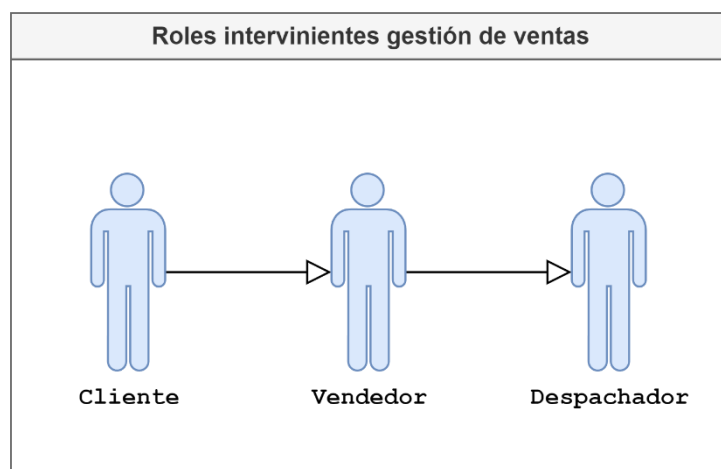 Roles intervinientes gestión de ventas
Cliente
Vendedor
Despachador